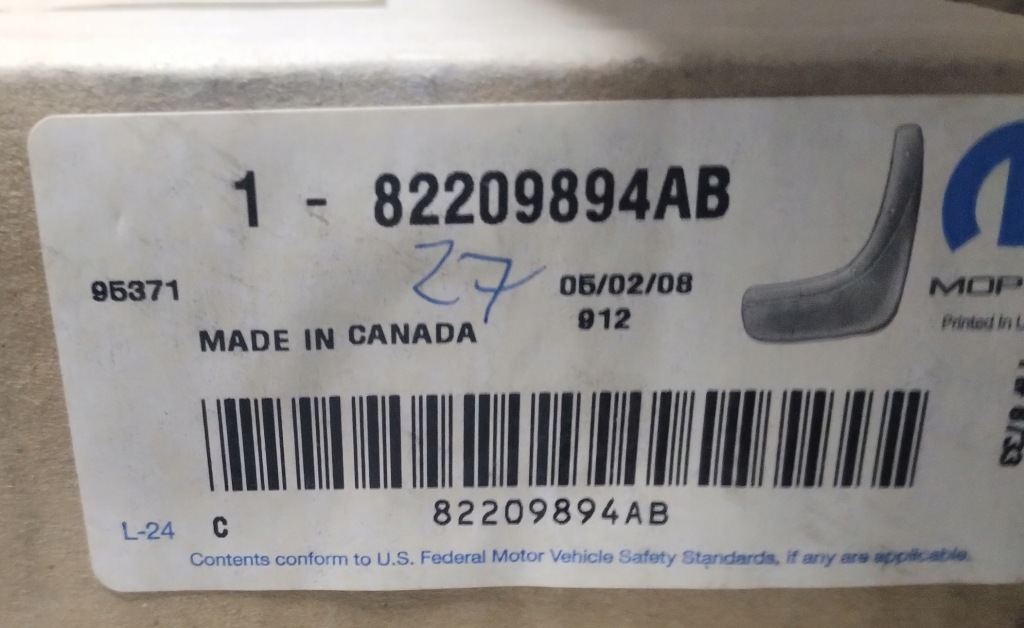 1 - 82209894AB
27
95371
05/02/08
912
MADE IN CANADA
MOP
Printed In U
82209894AB
L-24 C
Contents conform to U.S. Federal Motor Vehicle Safety Standards, if any are applicable.